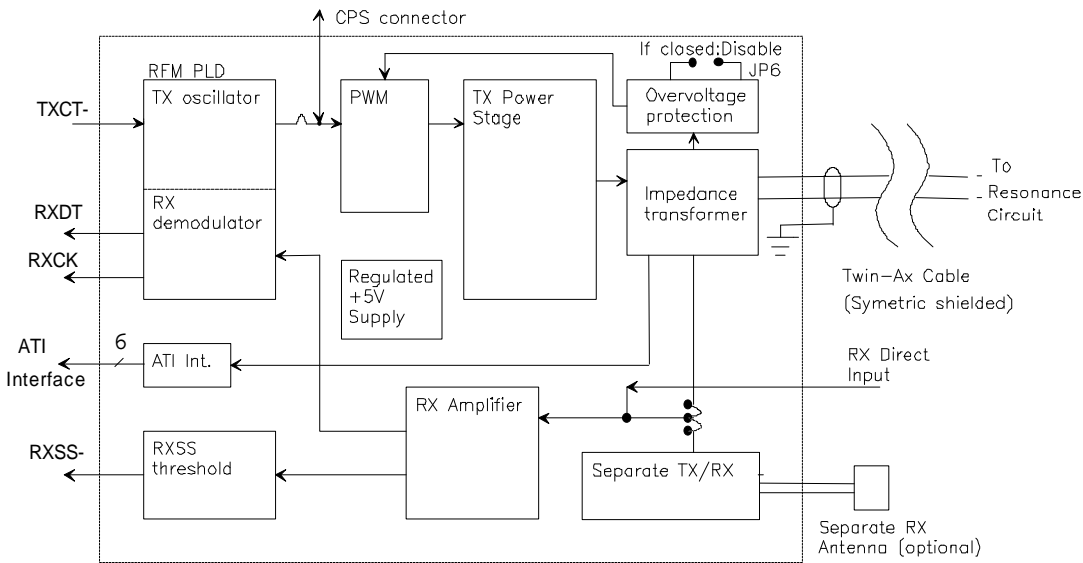 CPS connector
If closed:Disable
JP6
RFM PLD
TX oscillator
PWM
TX Power
Stage
Overvoltage
protection
TXCT-
RX
demodulator
Impedance
transformer
To
Resonance
Circuit
RXDT
RXCK
Regulated
+5V
Supply
Twin-Ax Cable
(Symetric shielded)
ATI
Interface
6
ATI Int.
RX Direct
Input
RX Amplifier
RXSS-
RXSS
threshold
Separate TX/RX
Separate RX
Antenna (optional)